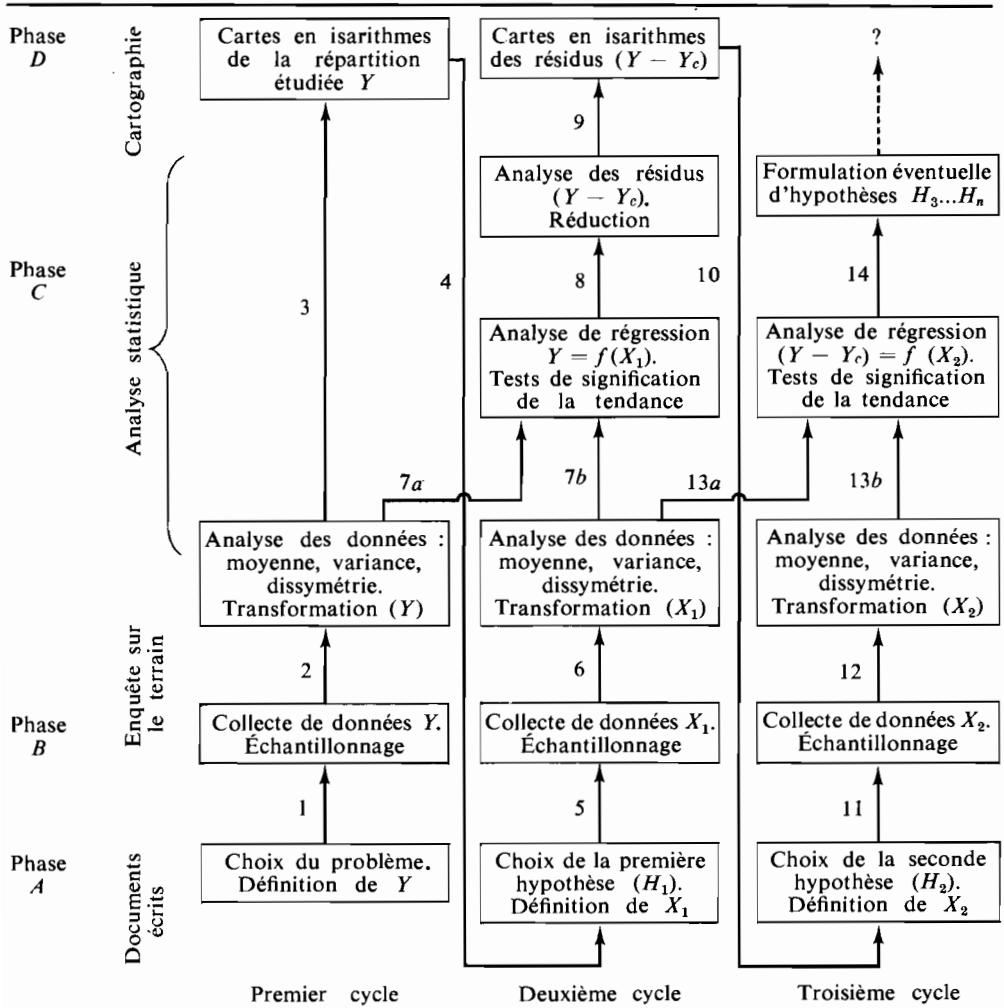 Phase
D
Cartographie
Cartes en isarithmes
de la répartition
étudiée Y
Cartes en isarithmes
des résidus (Y − Yc)
?
9
Phase
C
Analyse statistique
3
4
Analyse des résidus
(Y − Yc).
Réduction
Formulation éventuelle
d'hypothèses H3...Hn
8
10
14
Analyse de régression
Y = f(X1).
Tests de signification
de la tendance
Analyse de régression
(Y − Yc) = f (X2).
Tests de signification
de la tendance
7a
7b
13a
13b
Analyse des données :
moyenne, variance,
dissymétrie.
Transformation (Y)
Analyse des données :
moyenne, variance,
dissymétrie.
Transformation (X1)
Analyse des données :
moyenne, variance,
dissymétrie.
Transformation (X2)
2
6
12
Phase
B
Enquête sur
le terrain
Collecte de données Y.
Échantillonnage
Collecte de données X1.
Échantillonnage
Collecte de données X2.
Échantillonnage
1
5
11
Phase
A
Documents
écrits
Choix du problème.
Définition de Y
Choix de la première
hypothèse (H1).
Définition de X1
Choix de la seconde
hypothèse (H2).
Définition de X2
Premier cycle
Deuxième cycle
Troisième cycle